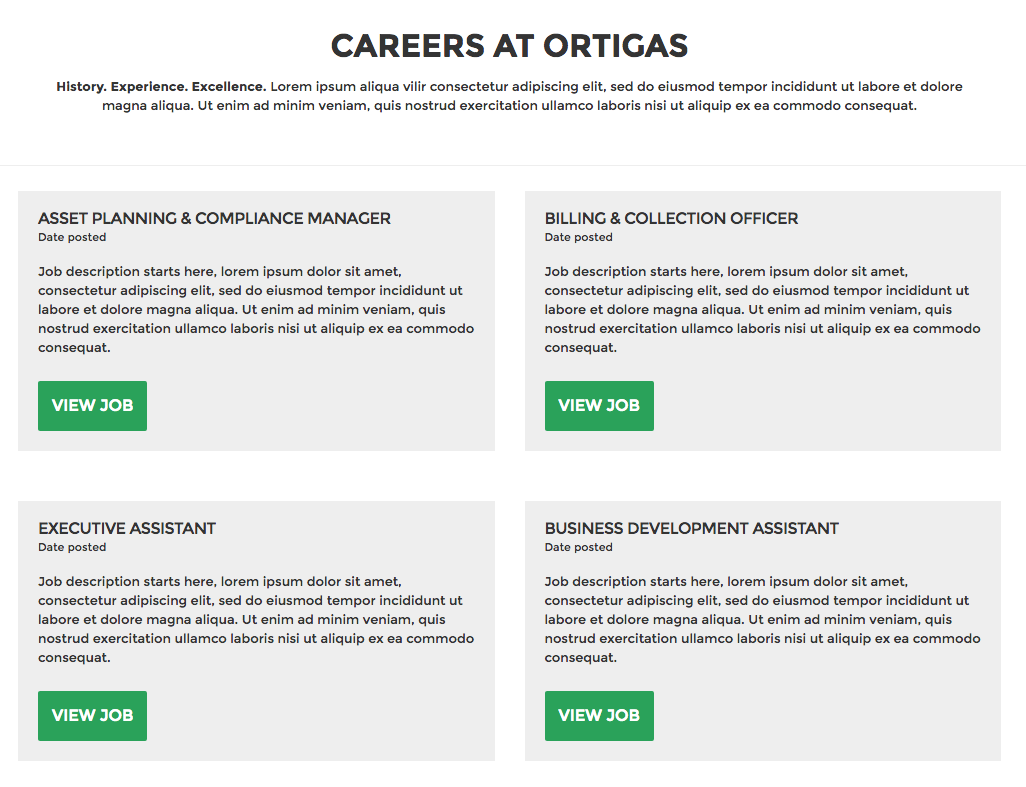 CAREERS AT ORTIGAS
History. Experience. Excellence. Lorem ipsum aliqua vilir consectetur adipiscing elit, sed do eiusmod tempor incididunt ut labore et dolore
magna aliqua. Ut enim ad minim veniam, quis nostrud exercitation ullamco laboris nisi ut aliquip ex ea commodo consequat.
ASSET PLANNING & COMPLIANCE MANAGER
Date posted
Job description starts here, lorem ipsum dolor sit amet,
consectetur adipiscing elit, sed do eiusmod tempor incididunt ut
labore et dolore magna aliqua. Ut enim ad minim veniam, quis
nostrud exercitation ullamco laboris nisi ut aliquip ex ea commodo
consequat.
VIEW JOB
BILLING & COLLECTION OFFICER
Date posted
Job description starts here, lorem ipsum dolor sit amet,
consectetur adipiscing elit, sed do eiusmod tempor incididunt ut
labore et dolore magna aliqua. Ut enim ad minim veniam, quis
nostrud exercitation ullamco laboris nisi ut aliquip ex ea commodo
consequat.
VIEW JOB
EXECUTIVE ASSISTANT
Date posted
Job description starts here, lorem ipsum dolor sit amet,
consectetur adipiscing elit, sed do eiusmod tempor incididunt ut
labore et dolore magna aliqua. Ut enim ad minim veniam, quis
nostrud exercitation ullamco laboris nisi ut aliquip ex ea commodo
consequat.
VIEW JOB
BUSINESS DEVELOPMENT ASSISTANT
Date posted
Job description starts here, lorem ipsum dolor sit amet,
consectetur adipiscing elit, sed do eiusmod tempor incididunt ut
labore et dolore magna aliqua. Ut enim ad minim veniam, quis
nostrud exercitation ullamco laboris nisi ut aliquip ex ea commodo
consequat.
VIEW JOB